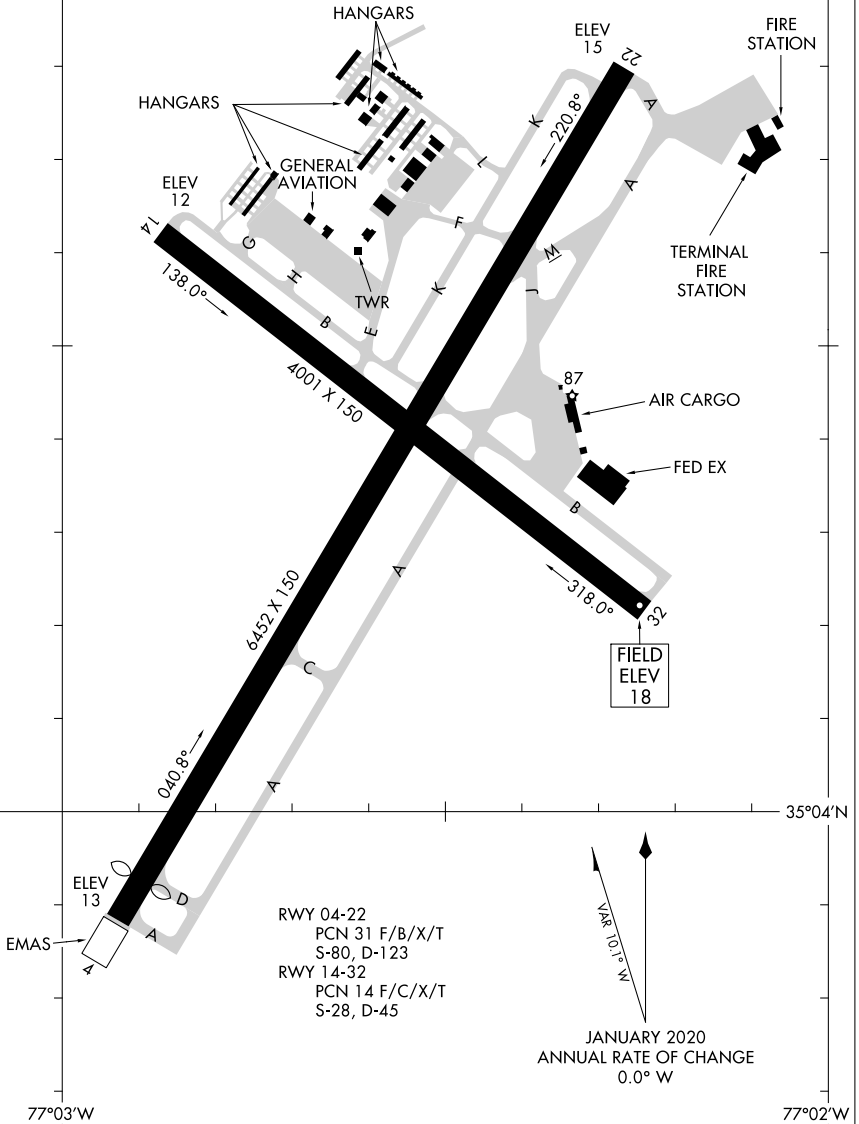 HANGARS
ELEV
15
22
FIRE
STATION
HANGARS
A
K
220.8°
L
A
GENERAL
AVIATION
ELEV
12
14
F
G
M
TERMINAL
FIRE
STATION
138.0°
H
K
J
TWR
B
E
4001 X 150
87
AIR CARGO
FED EX
B
A
6452 X 150
318.0°
32
C
FIELD
ELEV
18
040.8°
A
35°04'N
ELEV
13
D
EMAS
A
4
VAR 10.1° W
RWY 04-22
PCN 31 F/B/X/T
S-80, D-123
RWY 14-32
PCN 14 F/C/X/T
S-28, D-45
JANUARY 2020
ANNUAL RATE OF CHANGE
0.0° W
77°03'W
77°02'W